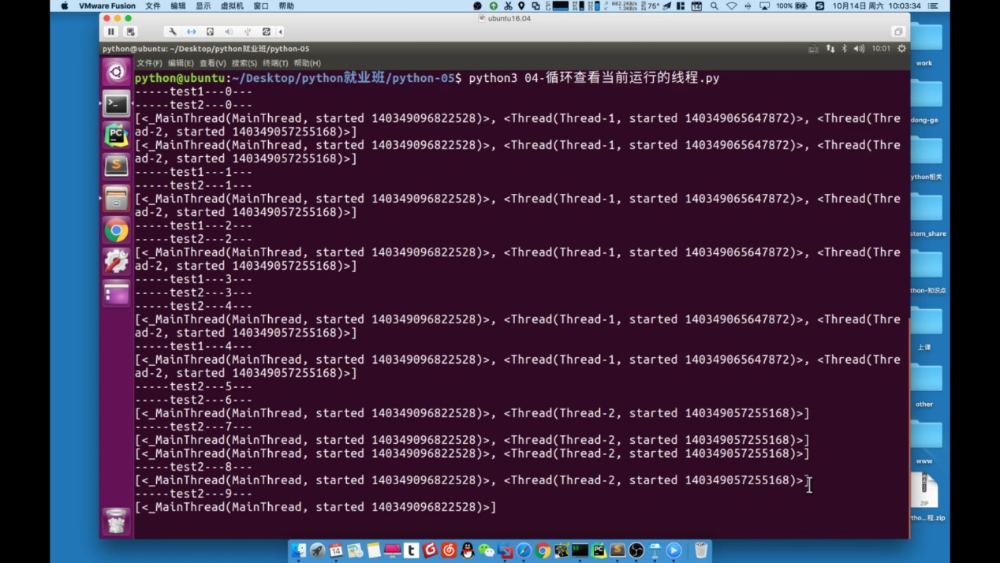 VMware Fusion 文件 编辑 显示 虚拟机 窗口 帮助 75° 100% 10月14日 周六 10:03:34
ubuntu16.04
python@ubuntu: ~/Desktop/python就业班/python-05 10:01
文件(F) 编辑(E) 查看(V) 搜索(S) 终端(T) 帮助(H)
python@ubuntu:~/Desktop/python就业班/python-05$ python3 04-循环查看当前运行的线程.py
-----test1---0---
-----test2---0---
[<_MainThread(MainThread, started 140349096822528)>, <Thread(Thread-1, started 140349065647872)>, <Thread(Thre
ad-2, started 140349057255168)>]
[<_MainThread(MainThread, started 140349096822528)>, <Thread(Thread-1, started 140349065647872)>, <Thread(Thre
ad-2, started 140349057255168)>]
-----test1---1---
-----test2---1---
[<_MainThread(MainThread, started 140349096822528)>, <Thread(Thread-1, started 140349065647872)>, <Thread(Thre
ad-2, started 140349057255168)>]
-----test1---2---
-----test2---2---
[<_MainThread(MainThread, started 140349096822528)>, <Thread(Thread-1, started 140349065647872)>, <Thread(Thre
ad-2, started 140349057255168)>]
-----test1---3---
-----test2---3---
-----test2---4---
[<_MainThread(MainThread, started 140349096822528)>, <Thread(Thread-1, started 140349065647872)>, <Thread(Thre
ad-2, started 140349057255168)>]
-----test1---4---
[<_MainThread(MainThread, started 140349096822528)>, <Thread(Thread-1, started 140349065647872)>, <Thread(Thre
ad-2, started 140349057255168)>]
-----test2---5---
-----test2---6---
[<_MainThread(MainThread, started 140349096822528)>, <Thread(Thread-2, started 140349057255168)>]
-----test2---7---
[<_MainThread(MainThread, started 140349096822528)>, <Thread(Thread-2, started 140349057255168)>]
[<_MainThread(MainThread, started 140349096822528)>, <Thread(Thread-2, started 140349057255168)>]
-----test2---8---
[<_MainThread(MainThread, started 140349096822528)>, <Thread(Thread-2, started 140349057255168)>]
-----test2---9---
[<_MainThread(MainThread, started 140349096822528)>]
work
dong-ge
ython相关
stem_share
thon-知识点
上课
other
www
ZIP
tho...程.zip